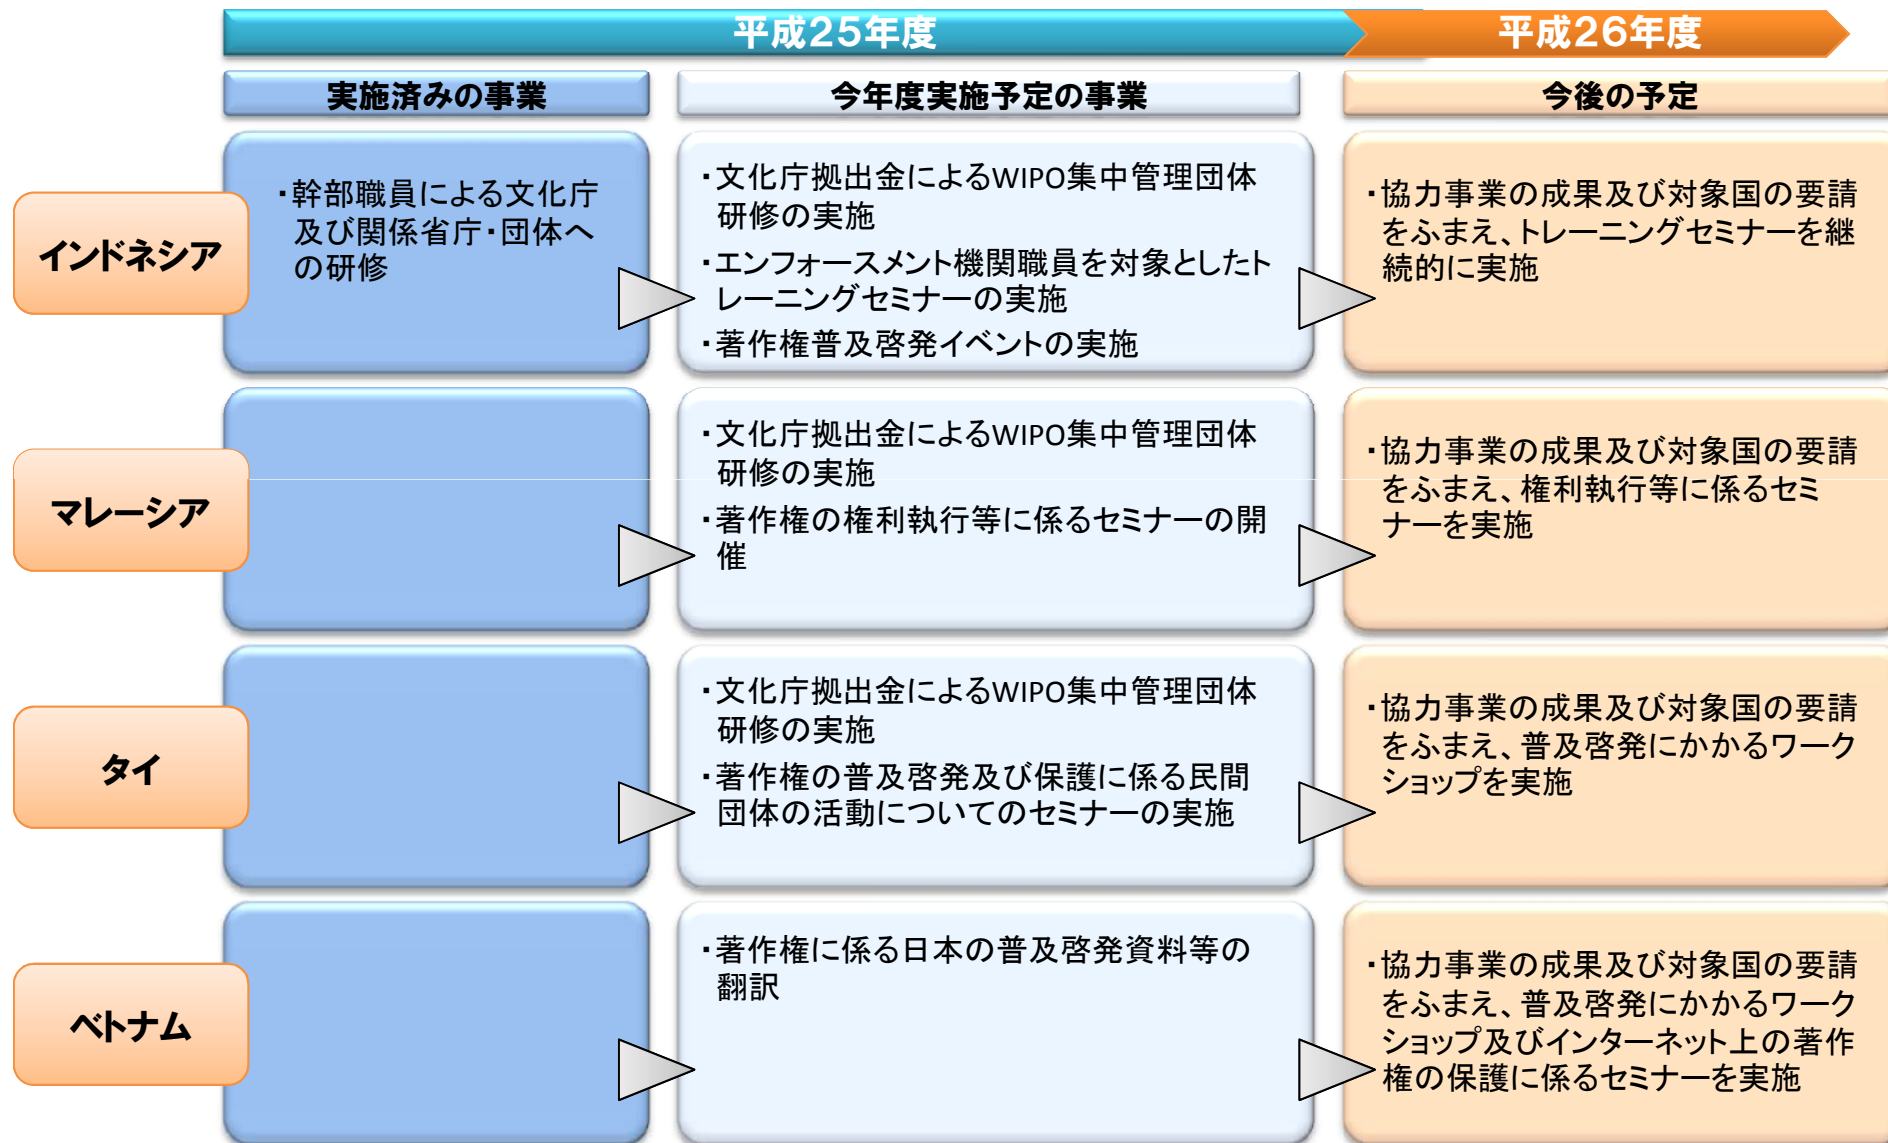 平成25年度
平成26年度
実施済みの事業
今年度実施予定の事業
今後の予定
インドネシア
・幹部職員による文化庁
及び関係省庁・団体へ
の研修
・文化庁拠出金によるWIPO集中管理団体
研修の実施
・エンフォースメント機関職員を対象としたト
レーニングセミナーの実施
・著作権普及啓発イベントの実施
・協力事業の成果及び対象国の要請
をふまえ、トレーニングセミナーを継
続的に実施
マレーシア
・文化庁拠出金によるWIPO集中管理団体
研修の実施
・著作権の権利執行等に係るセミナーの開
催
・協力事業の成果及び対象国の要請
をふまえ、権利執行等に係るセミ
ナーを実施
タイ
・文化庁拠出金によるWIPO集中管理団体
研修の実施
・著作権の普及啓発及び保護に係る民間
団体の活動についてのセミナーの実施
・協力事業の成果及び対象国の要請
をふまえ、普及啓発にかかるワーク
ショップを実施
ベトナム
・著作権に係る日本の普及啓発資料等の
翻訳
・協力事業の成果及び対象国の要請
をふまえ、普及啓発にかかるワーク
ショップ及びインターネット上の著作
権の保護に係るセミナーを実施